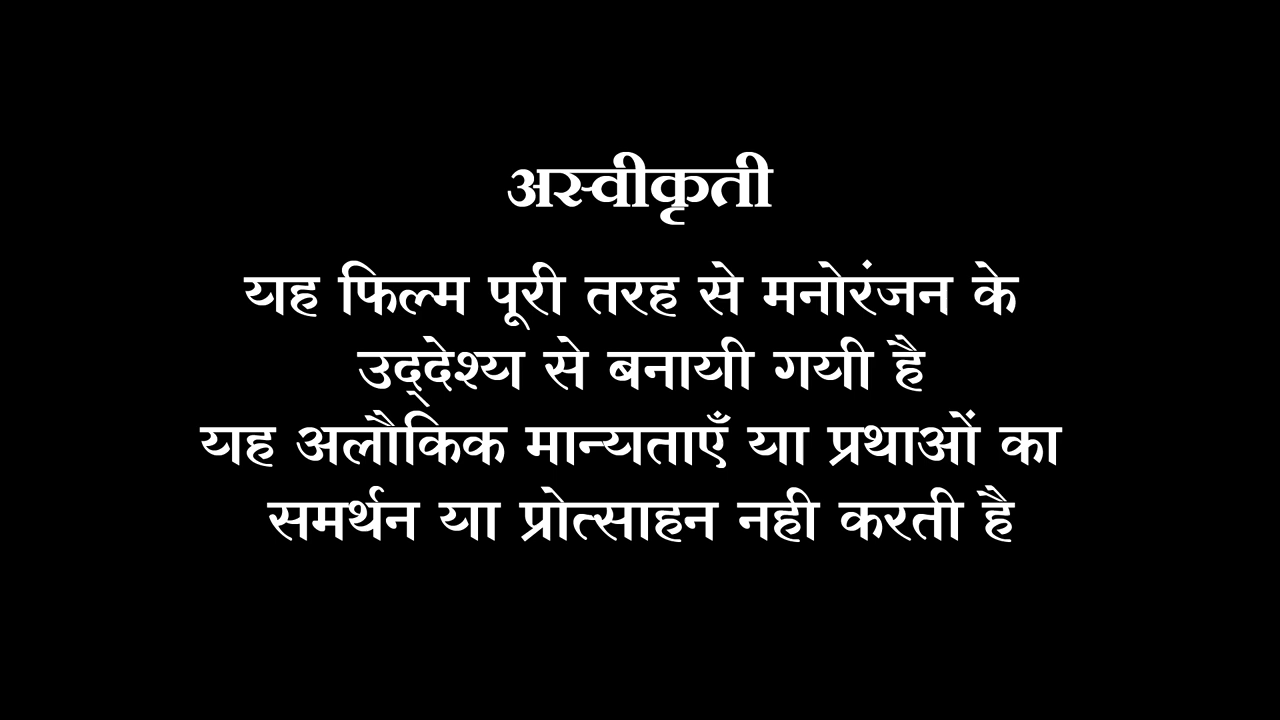 अस्वीकृती
यह फिल्म पूरी तरह से मनोरंजन के
उद्‌देश्य से बनायी गयी है
यह अलौकिक मान्यताएँ या प्रथाओं का
समर्थन या प्रोत्साहन नही करती है